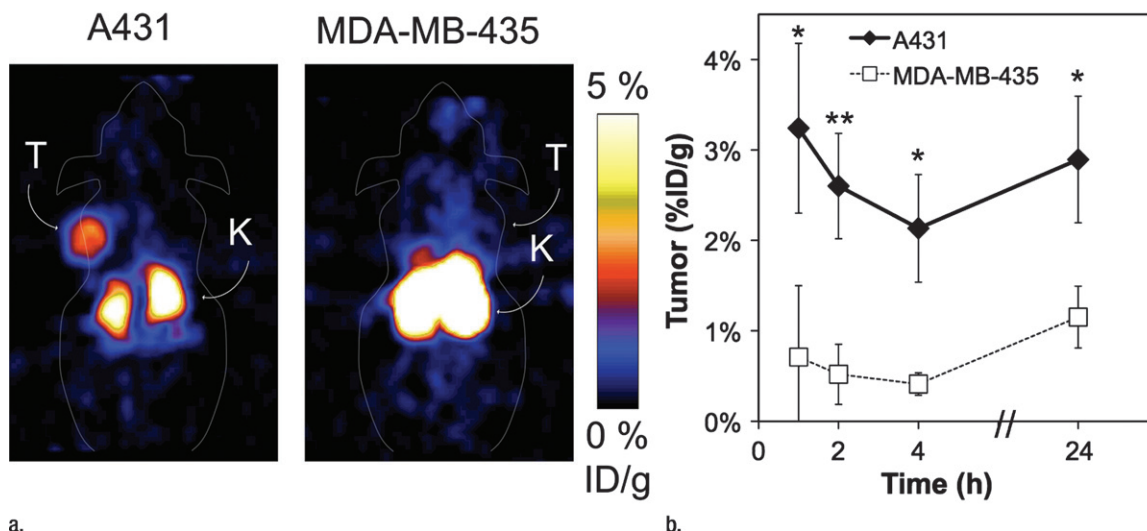 A431
MDA-MB-435
T
K
T
K
5 %
0 %
ID/g
a.
Tumor (%ID/g)
4%
3%
2%
1%
0%
A431
MDA-MB-435
*
**
*
*
0
2
4
//
24
Time (h)
b.